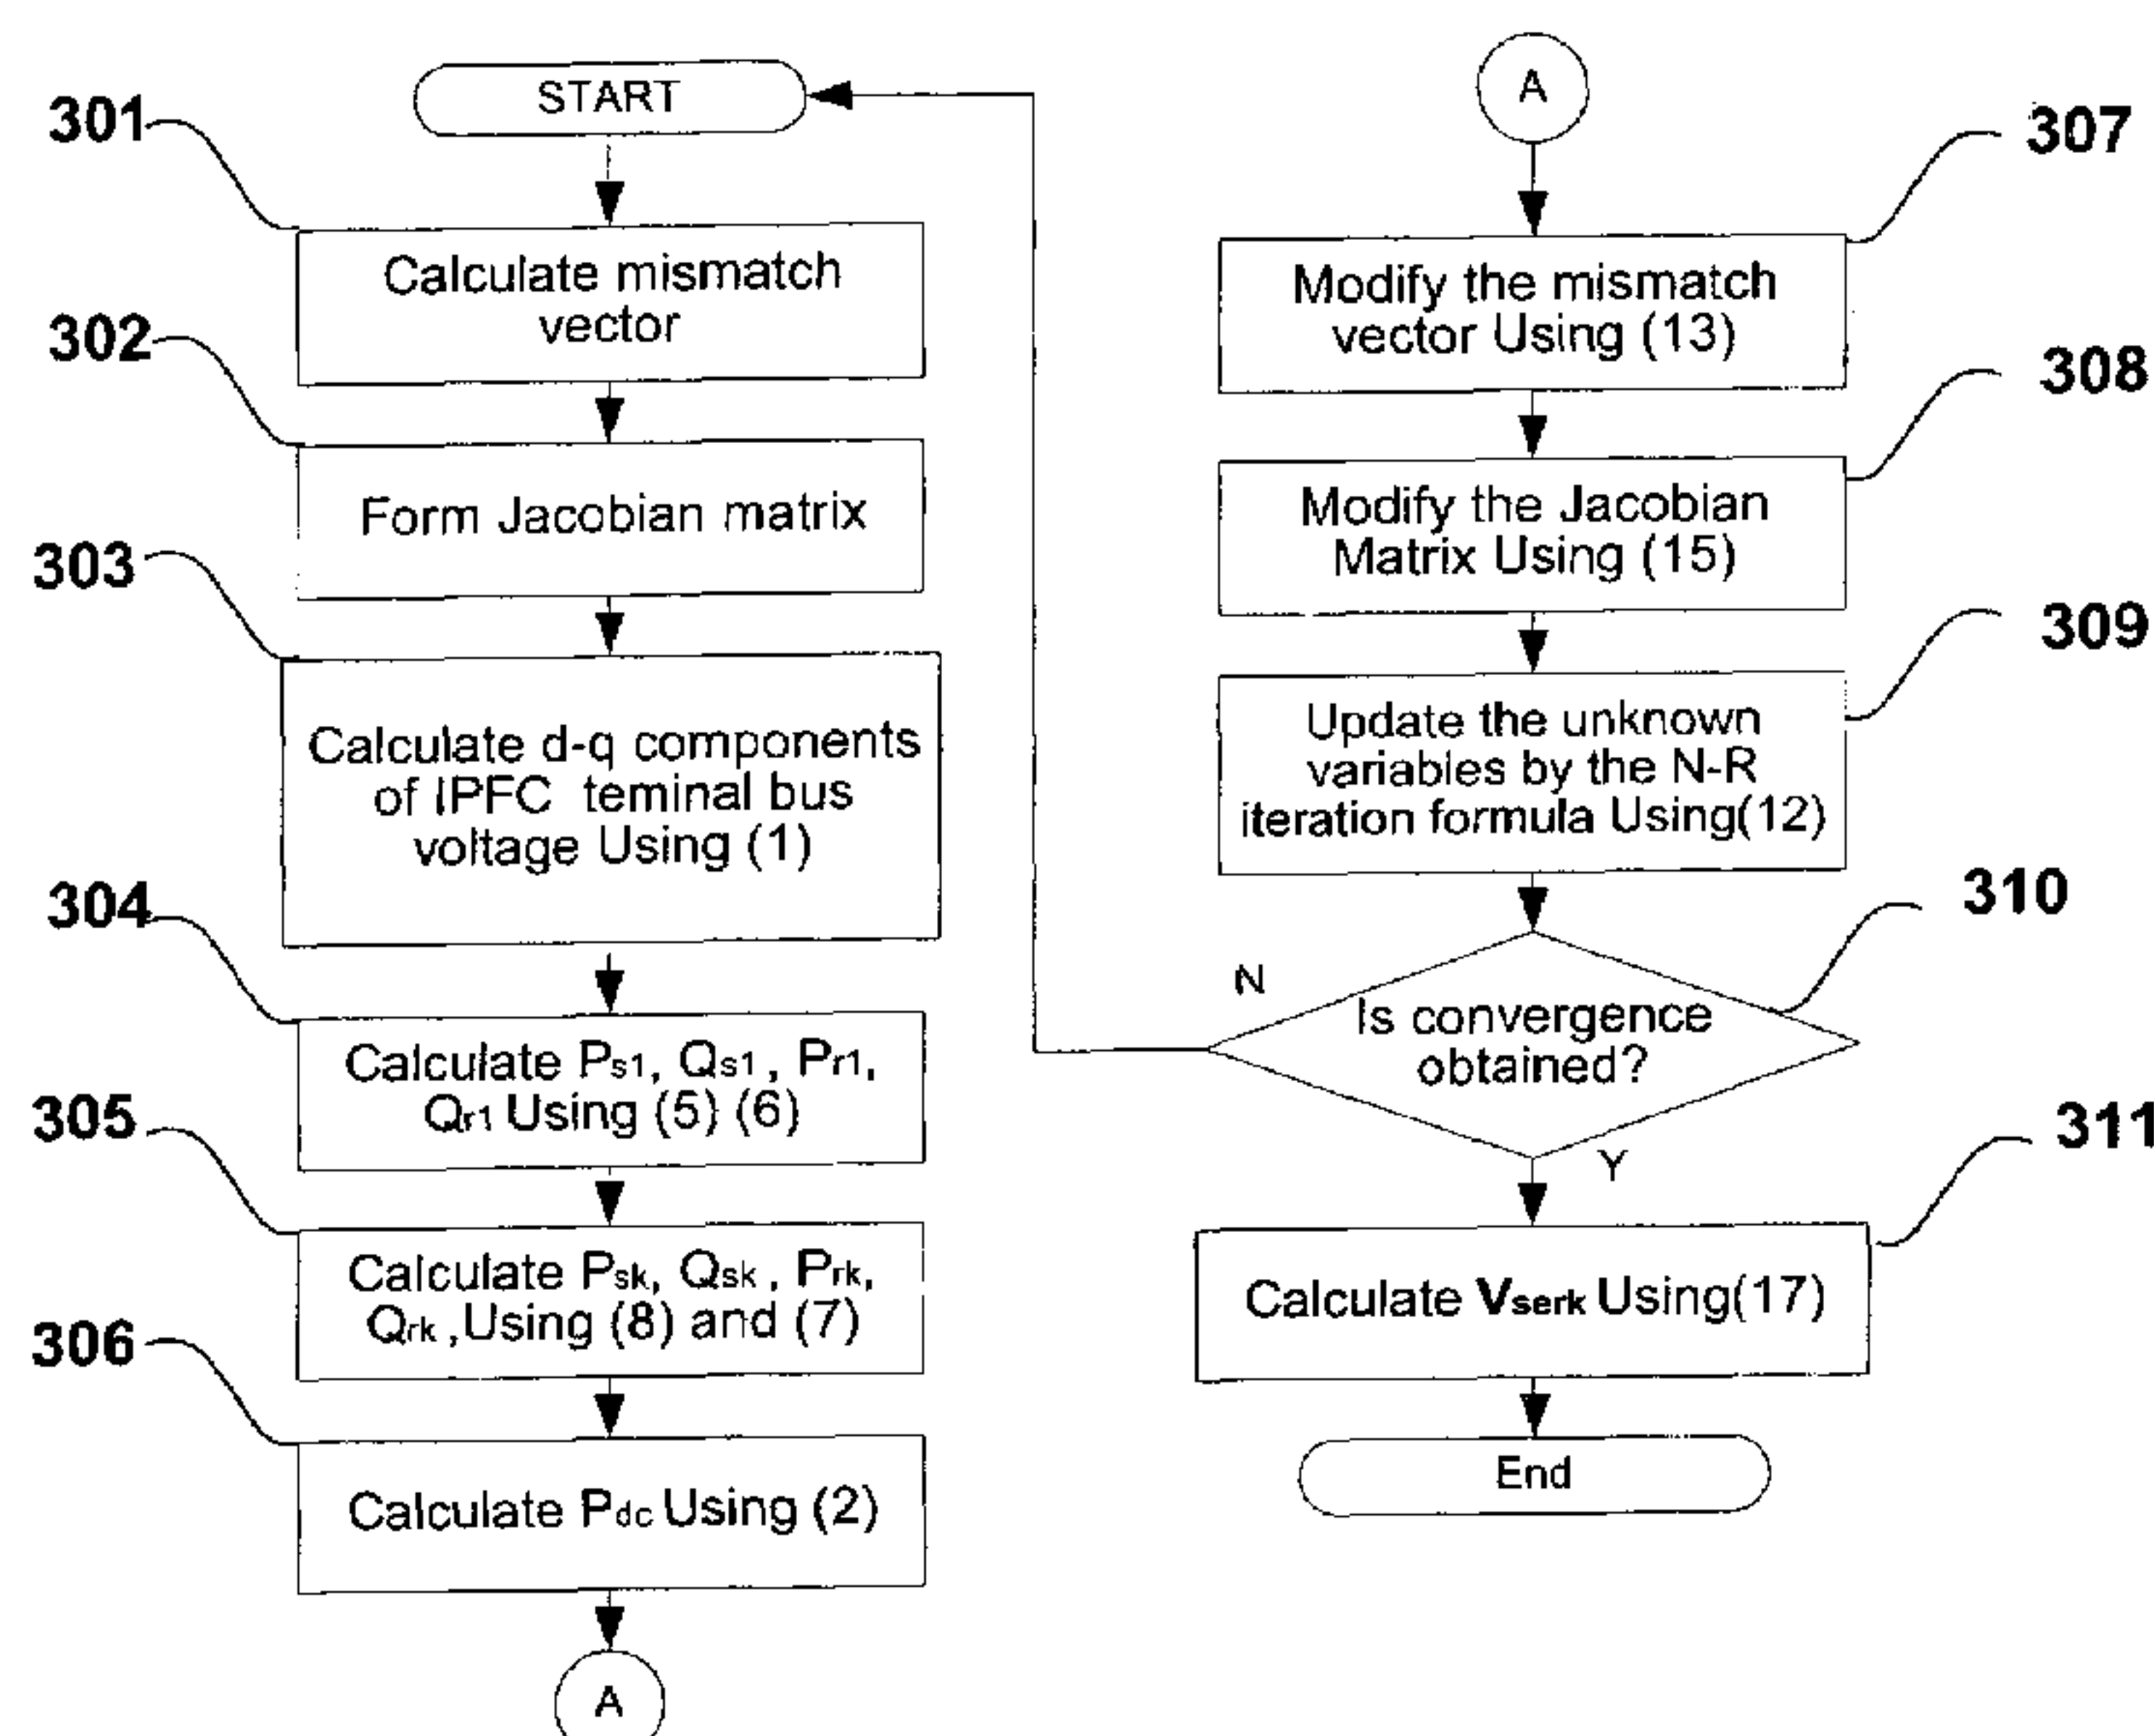 START
301
Calculate mismatch
vector
302
Form Jacobian matrix
303
Calculate d-q components
of IPFC teminal bus
voltage Using (1)
304
Calculate Ps1, Qs1, Pr1,
Qr1 Using (5) (6)
305
Calculate Psk, Qsk, Prk,
Qrk ,Using (8) and (7)
306
Calculate Pdc Using (2)
A
A
307
Modify the mismatch
vector Using (13)
308
Modify the Jacobian
Matrix Using (15)
309
Update the unknown
variables by the N-R
iteration formula Using(12)
310
N
Is convergence
obtained?
Y
311
Calculate Vserk Using(17)
End